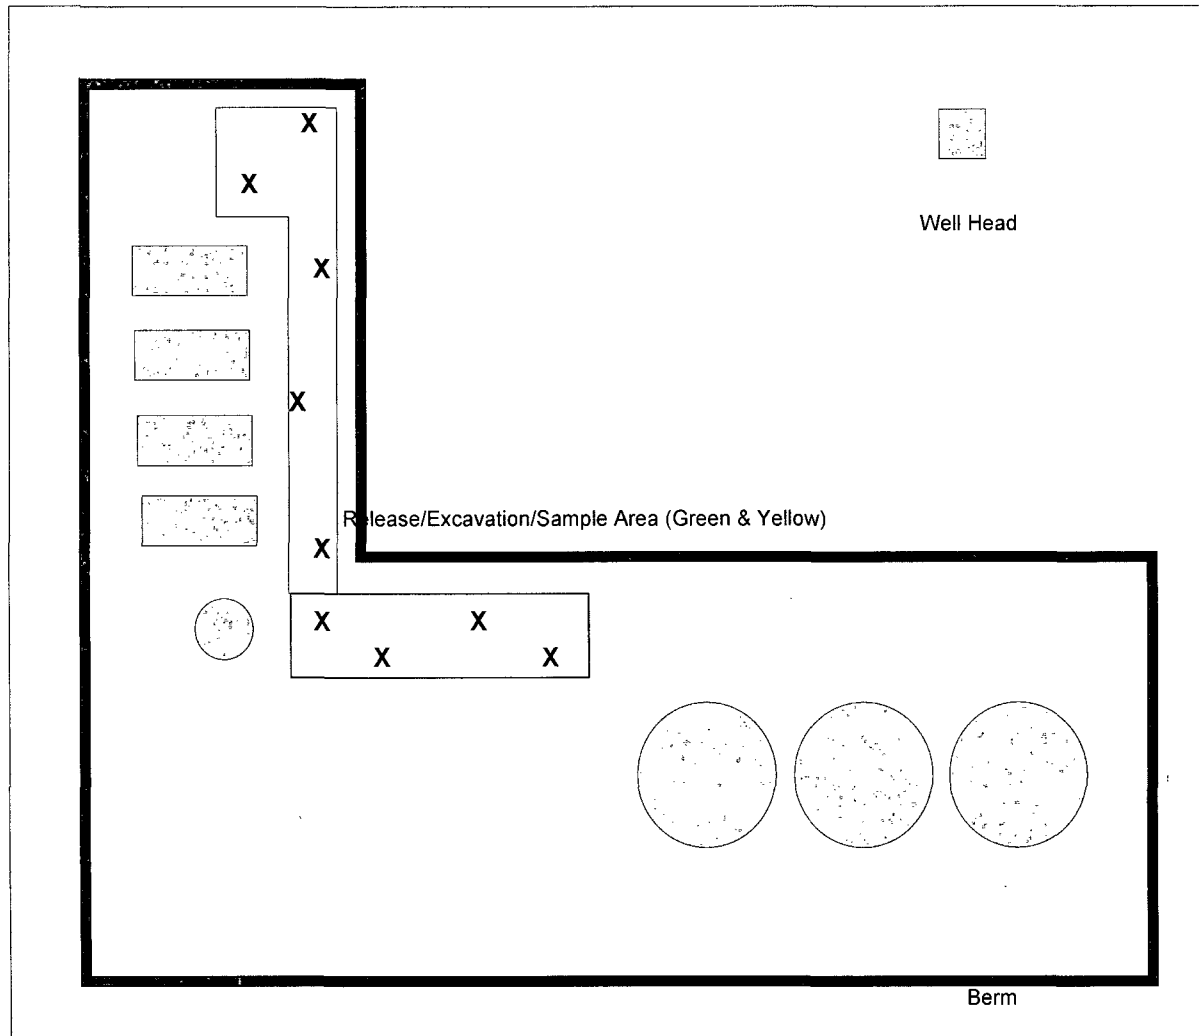 X
X
Well Head
X
X
Release/Excavation/Sample Area (Green & Yellow)
X
X X
X X
Berm